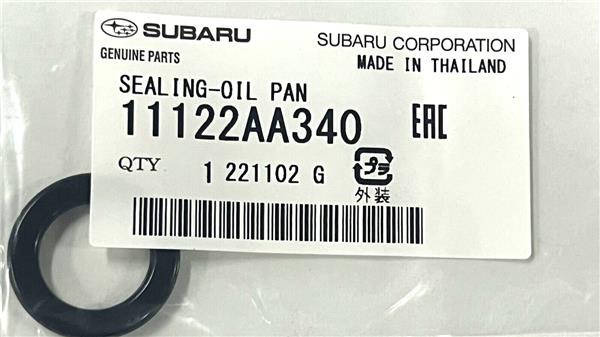 SUBARU
GENUINE PARTS
SUBARU CORPORATION
MADE IN THAILAND
SEALING-OIL PAN
11122AA340
EAC
QTY 1 221102 G
プラ
外装